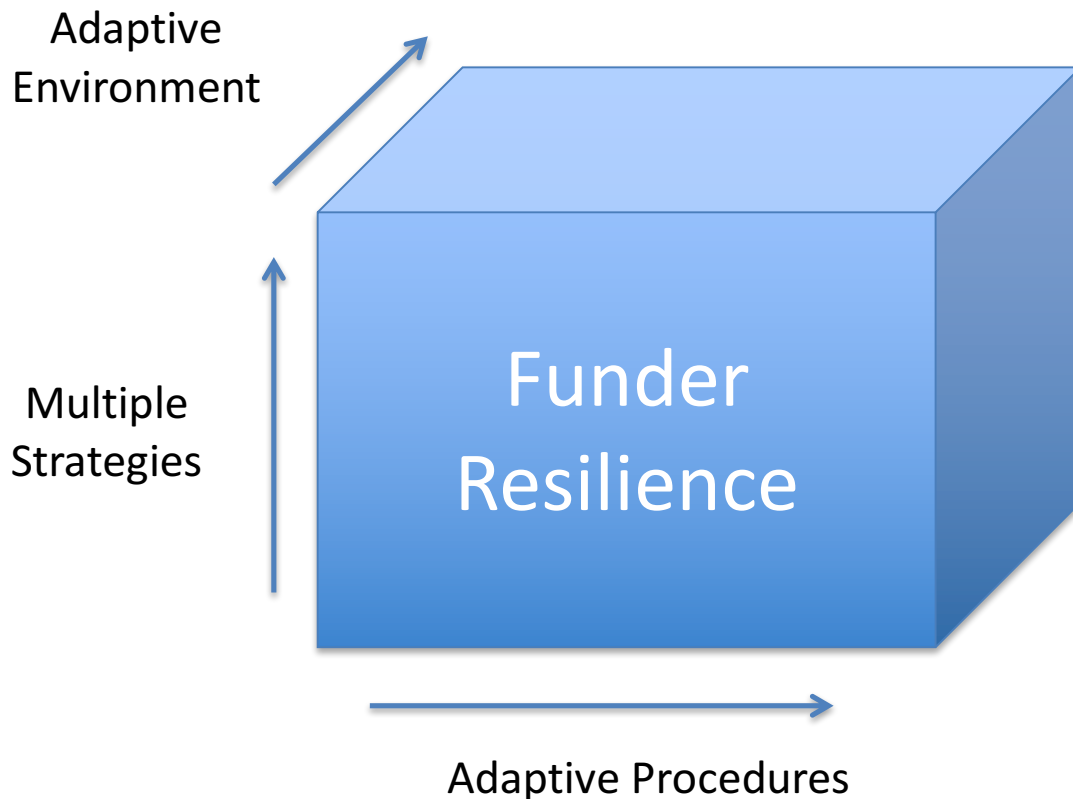 Adaptive
Environment
Multiple
Strategies
Funder
Resilience
Adaptive Procedures